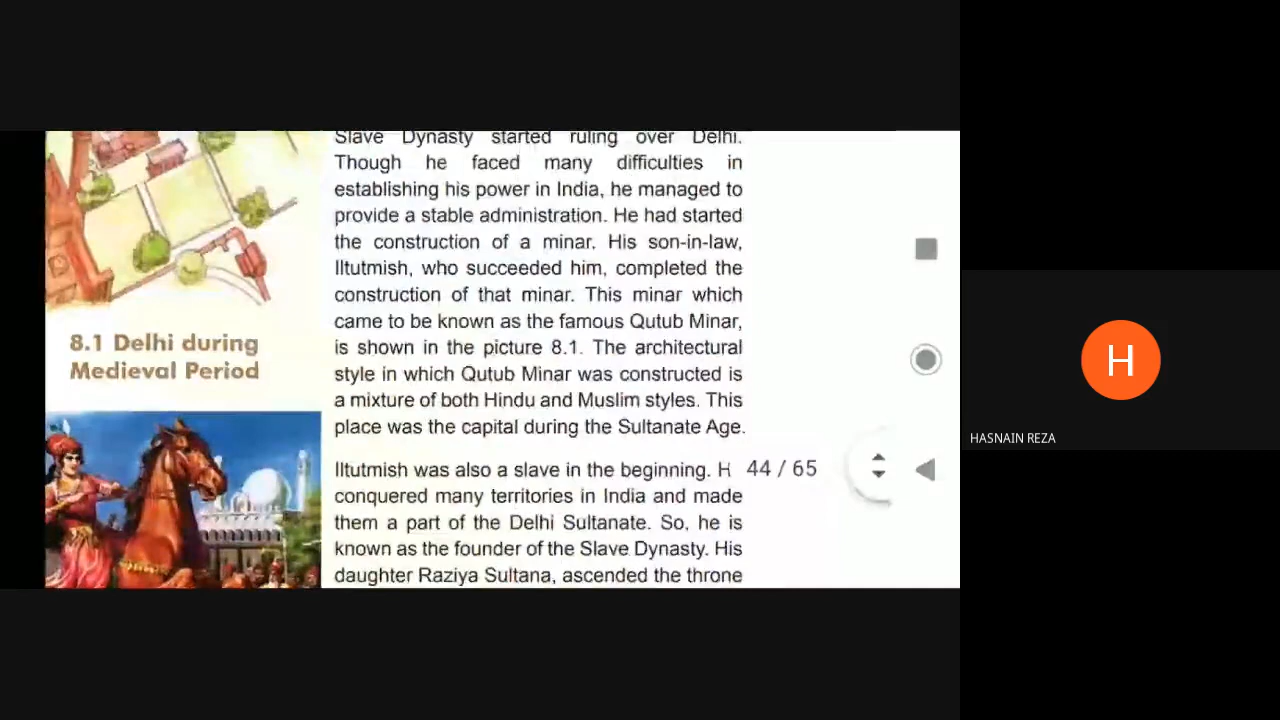 Slave Dynasty started ruling over Delhi.
Though he faced many difficulties in
establishing his power in India, he managed to
provide a stable administration. He had started
the construction of a minar. His son-in-law,
Iltutmish, who succeeded him, completed the
construction of that minar. This minar which
came to be known as the famous Qutub Minar,
is shown in the picture 8.1. The architectural
style in which Qutub Minar was constructed is
a mixture of both Hindu and Muslim styles. This
place was the capital during the Sultanate Age.
8.1 Delhi during
Medieval Period
Iltutmish was also a slave in the beginning. H
conquered many territories in India and made
them a part of the Delhi Sultanate. So, he is
known as the founder of the Slave Dynasty. His
daughter Raziya Sultana, ascended the throne
44 / 65
H
HASNAIN REZA